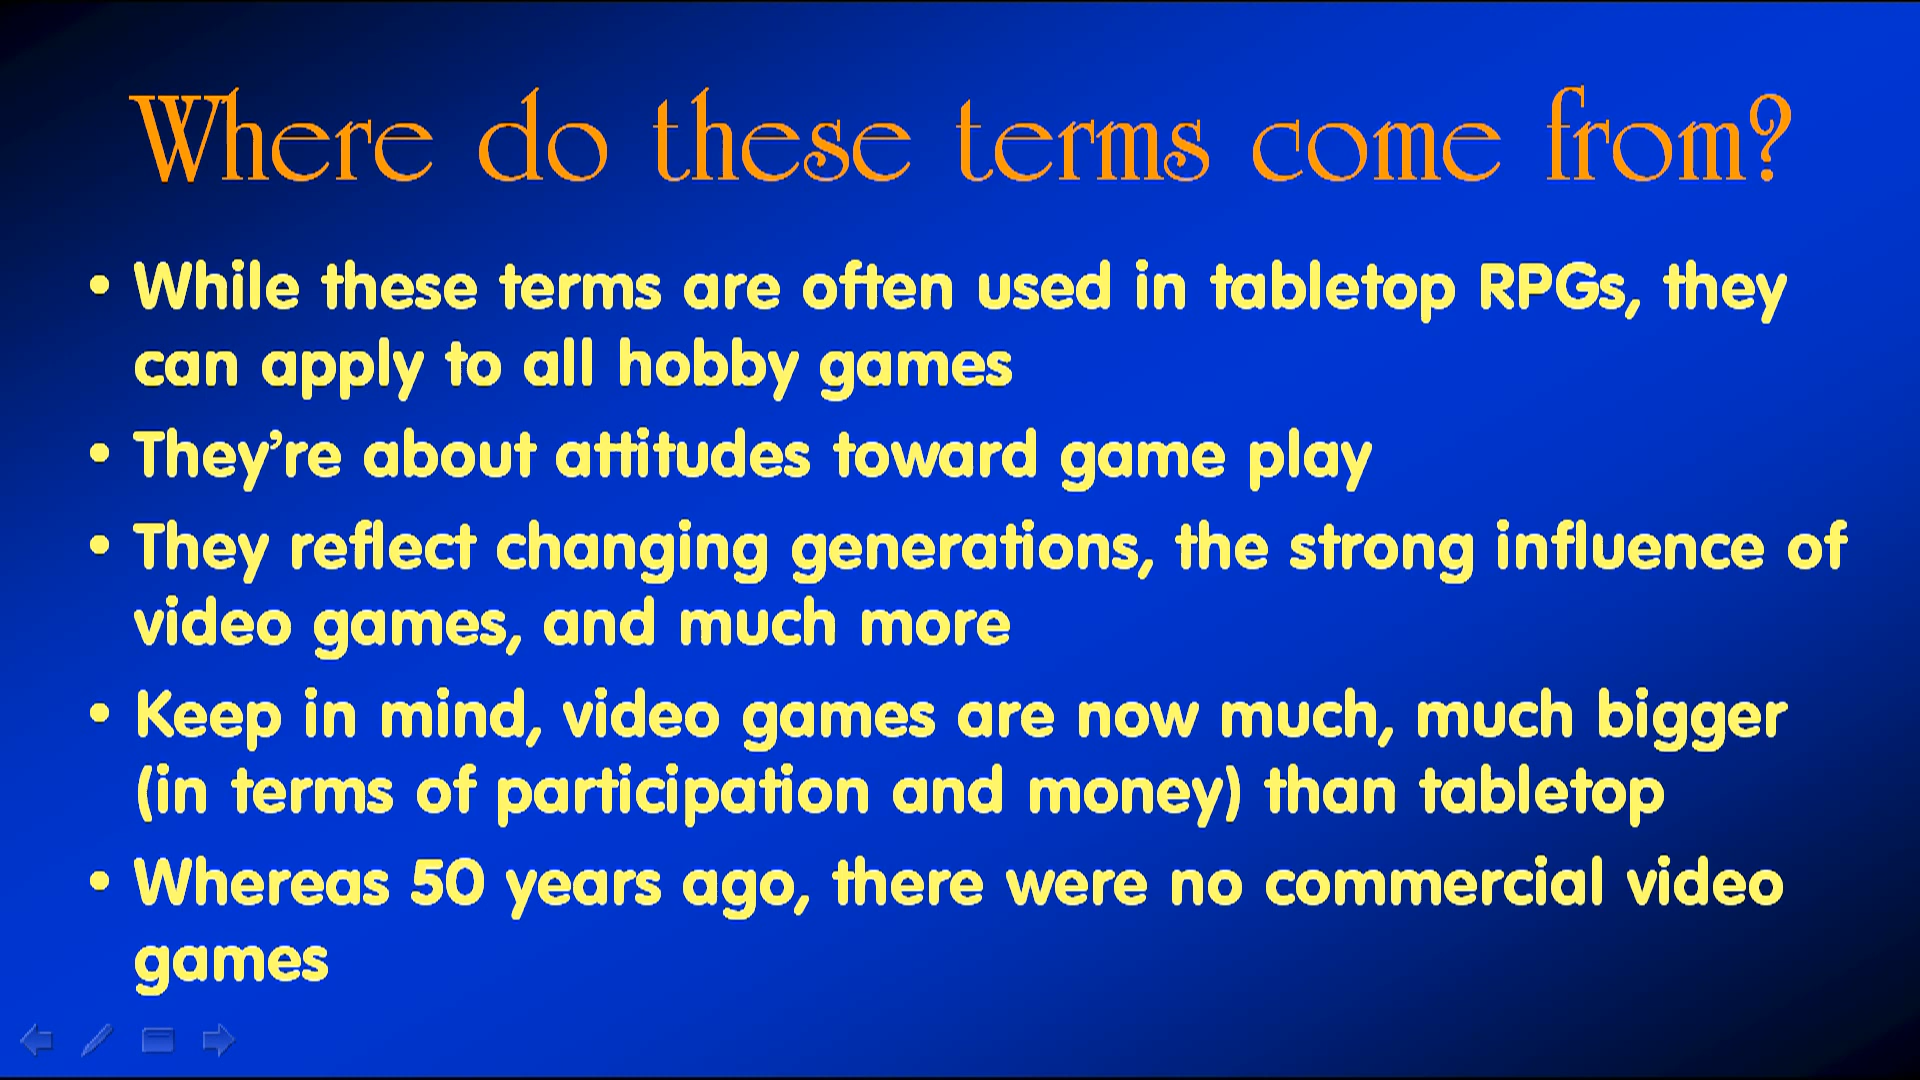 Where do these terms come from?
• While these terms are often used in tabletop RPGs, they
can apply to all hobby games
• They're about attitudes toward game play
• They reflect changing generations, the strong influence of
video games, and much more
• Keep in mind, video games are now much, much bigger
(in terms of participation and money) than tabletop
• Whereas 50 years ago, there were no commercial video
games